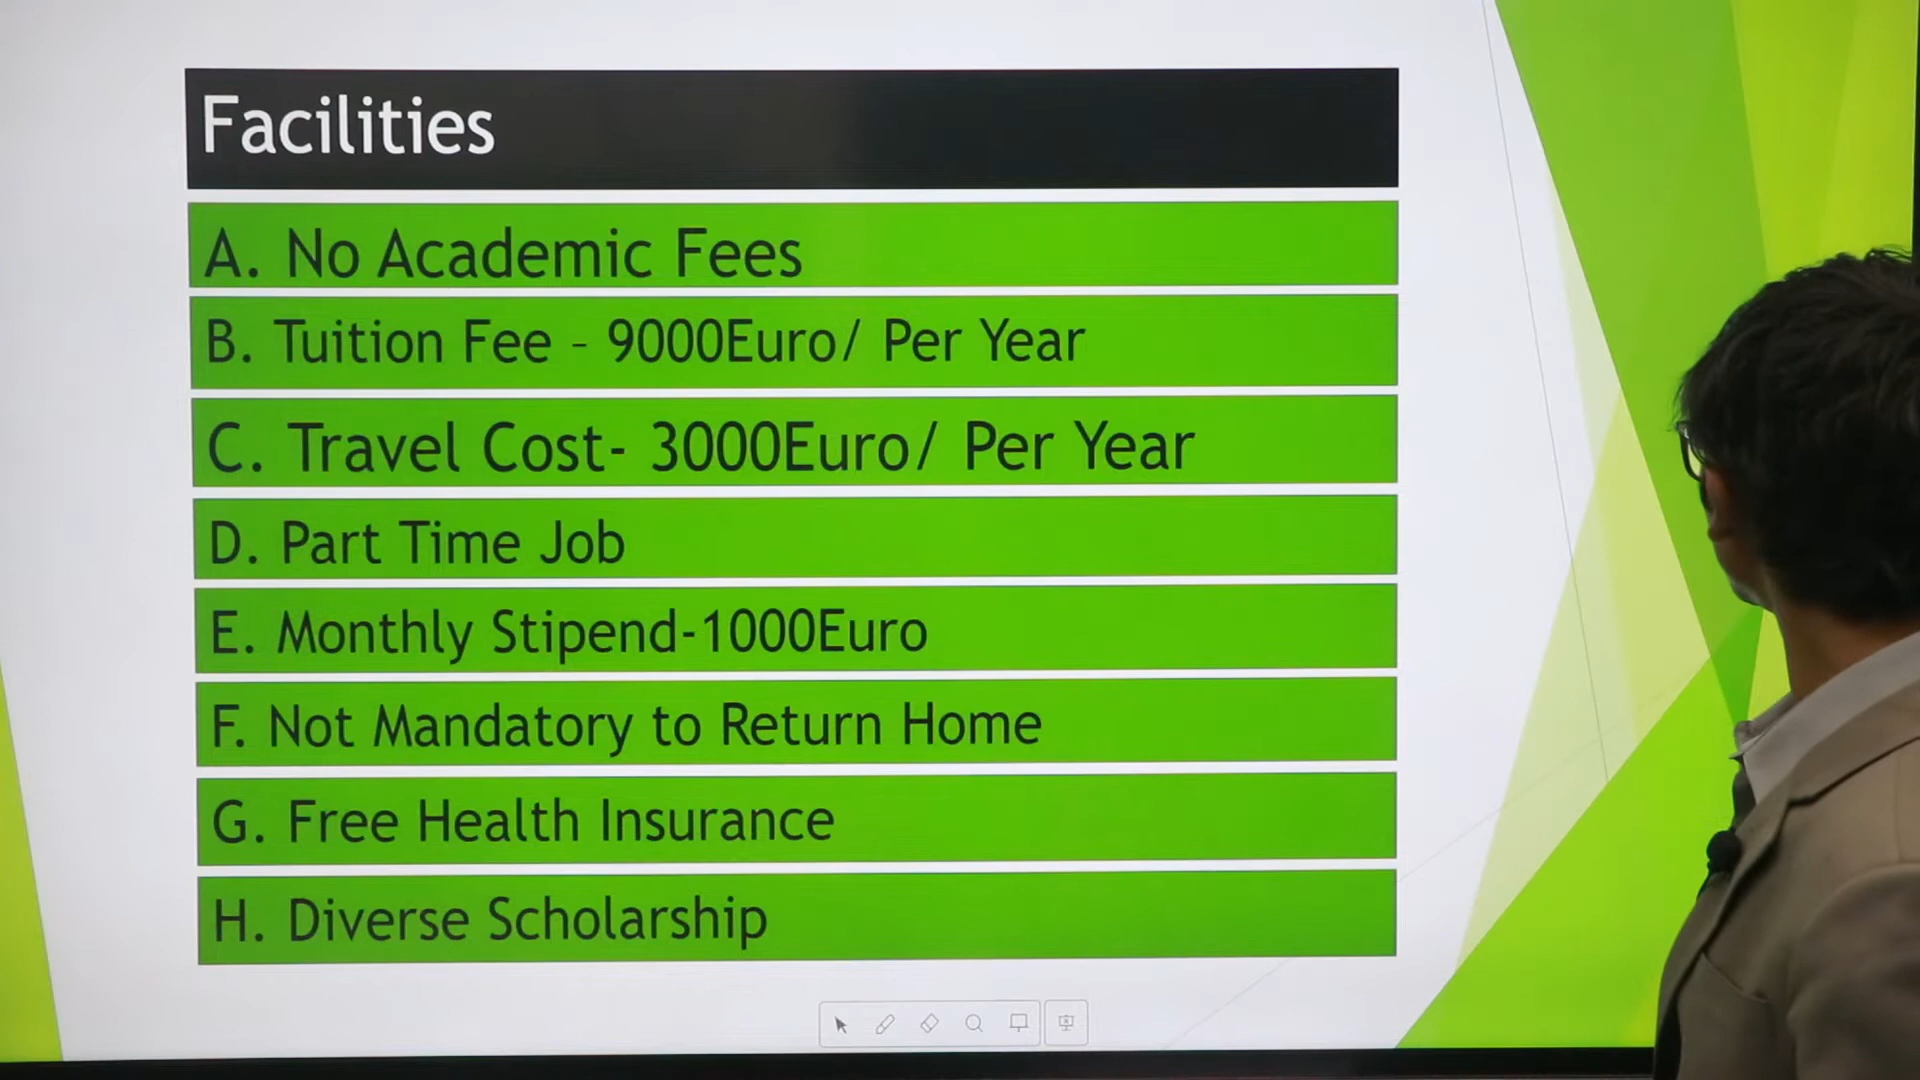 Facilities
A. No Academic Fees
B. Tuition Fee – 9000Euro/ Per Year
C. Travel Cost- 3000Euro/ Per Year
D. Part Time Job
E. Monthly Stipend-1000Euro
F. Not Mandatory to Return Home
G. Free Health Insurance
H. Diverse Scholarship